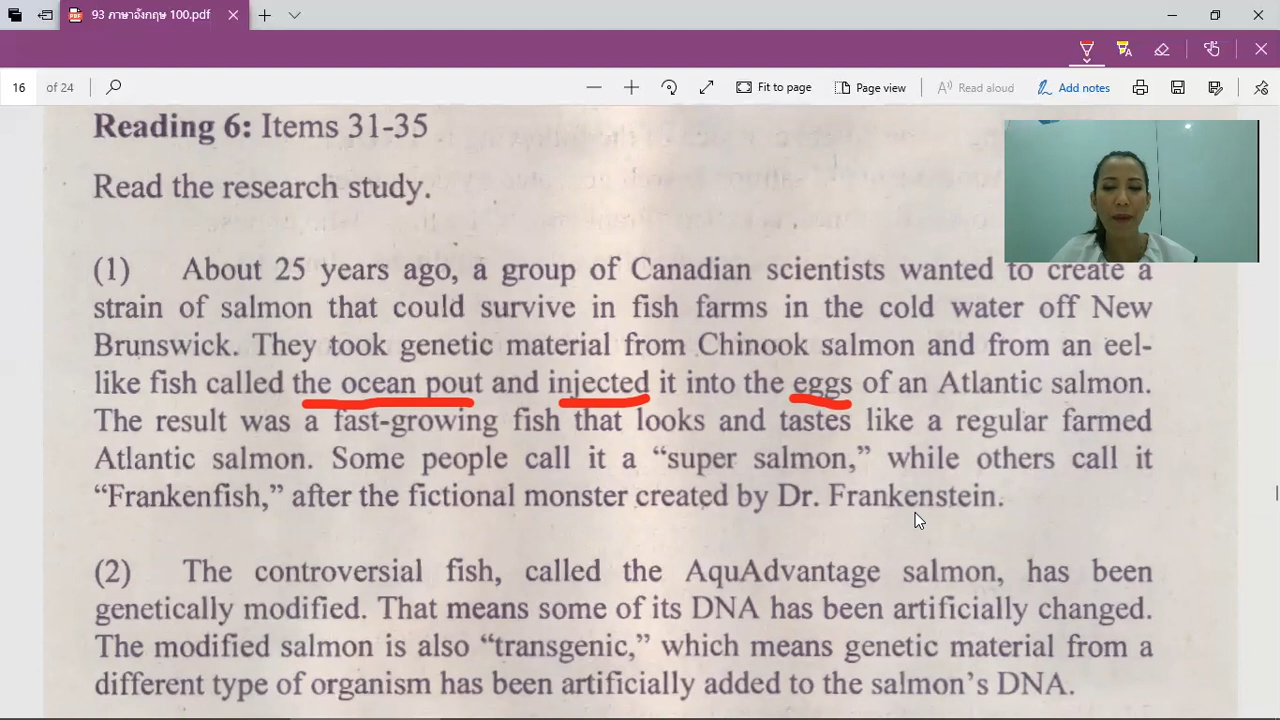 93 ภาษาอังกฤษ 100.pdf
16 of 24 Fit to page Page view Read aloud Add notes
Reading 6: Items 31-35
Read the research study.
(1) About 25 years ago, a group of Canadian scientists wanted to create a
strain of salmon that could survive in fish farms in the cold water off New
Brunswick. They took genetic material from Chinook salmon and from an eel-
like fish called the ocean pout and injected it into the eggs of an Atlantic salmon.
The result was a fast-growing fish that looks and tastes like a regular farmed
Atlantic salmon. Some people call it a “super salmon,” while others call it
“Frankenfish,” after the fictional monster created by Dr. Frankenstein.
(2) The controversial fish, called the AquAdvantage salmon, has been
genetically modified. That means some of its DNA has been artificially changed.
The modified salmon is also “transgenic,” which means genetic material from a
different type of organism has been artificially added to the salmon’s DNA.